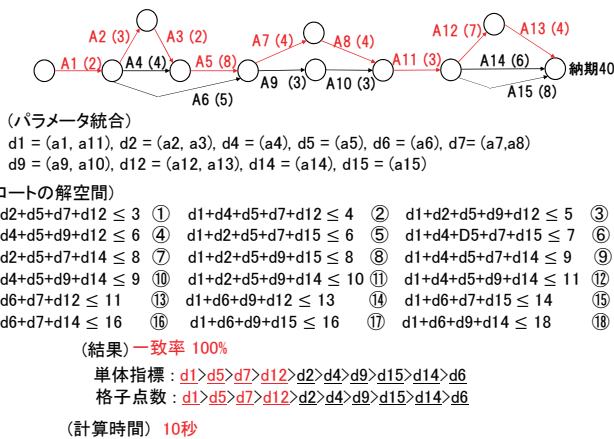 A1 (2)
A2 (3)
A3 (2)
A4 (4)
A5 (8)
A6 (5)
A7 (4)
A8 (4)
A9 (3)
A10 (3)
A11 (3)
A12 (7)
A13 (4)
A14 (6)
A15 (8)
納期40
(パラメータ統合)
d1 = (a1, a11), d2 = (a2, a3), d4 = (a4), d5 = (a5), d6 = (a6), d7= (a7,a8)
d9 = (a9, a10), d12 = (a12, a13), d14 = (a14), d15 = (a15)
コートの解空間)
d2+d5+d7+d12 ≤ 3 ① d1+d4+d5+d7+d12 ≤ 4 ② d1+d2+d5+d9+d12 ≤ 5 ③
d4+d5+d9+d12 ≤ 6 ④ d1+d2+d5+d7+d15 ≤ 6 ⑤ d1+d4+D5+d7+d15 ≤ 7 ⑥
d2+d5+d7+d14 ≤ 8 ⑦ d1+d2+d5+d9+d15 ≤ 8 ⑧ d1+d4+d5+d7+d14 ≤ 9 ⑨
d4+d5+d9+d14 ≤ 9 ⑩ d1+d2+d5+d9+d14 ≤ 10 ⑪ d1+d4+d5+d9+d14 ≤ 11 ⑫
d6+d7+d12 ≤ 11 ⑬ d1+d6+d9+d12 ≤ 13 ⑭ d1+d6+d7+d15 ≤ 14 ⑮
d6+d7+d14 ≤ 16 ⑯ d1+d6+d9+d15 ≤ 16 ⑰ d1+d6+d9+d14 ≤ 18 ⑱
(結果) 一致率 100%
単体指標 : d1>d5>d7>d12>d2>d4>d9>d15>d14>d6
格子点数 : d1>d5>d7>d12>d2>d4>d9>d15>d14>d6
(計算時間) 10秒